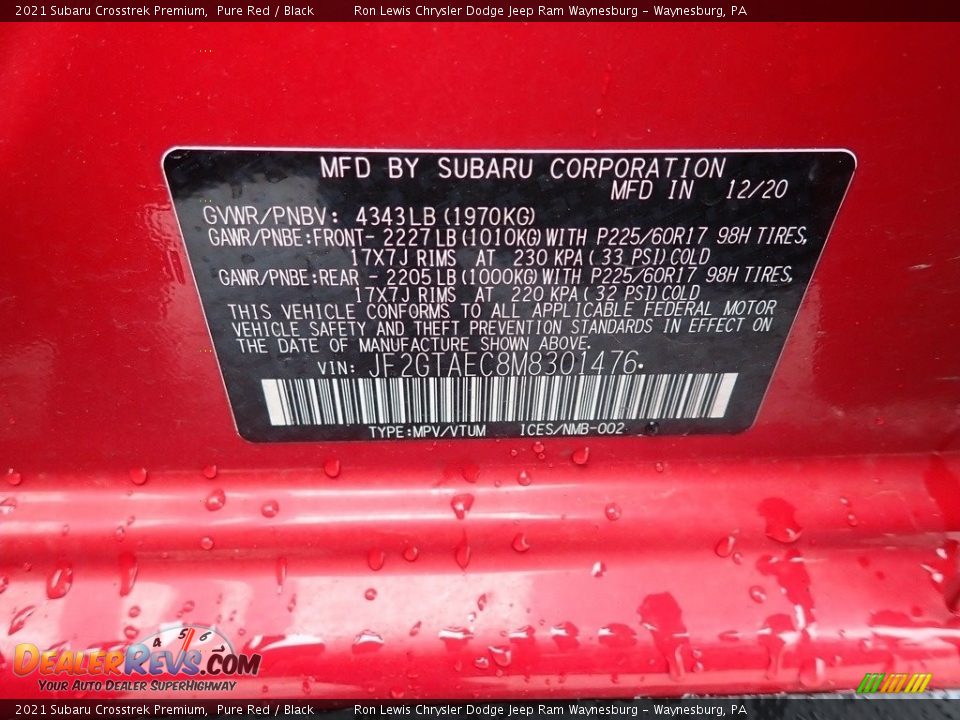 2021 Subaru Crosstrek Premium, Pure Red / Black Ron Lewis Chrysler Dodge Jeep Ram Waynesburg - Waynesburg, PA
MFD BY SUBARU CORPORATION
MFD IN 12/20
GVWR/PNBV: 4343LB(1970KG)
GAWR/PNBE:FRONT- 2227LB(1010KG)WITH P225/60R17 98H TIRES,
17X7J RIMS AT 230 KPA(33 PSI)COLD
GAWR/PNBE:REAR - 2205LB(1000KG)WITH P225/60R17 98H TIRES,
17X7J RIMS AT 220 KPA(32 PSI)COLD
THIS VEHICLE CONFORMS TO ALL APPLICABLE FEDERAL MOTOR
VEHICLE SAFETY AND THEFT PREVENTION STANDARDS IN EFFECT ON
THE DATE OF MANUFACTURE SHOWN ABOVE.
VIN: JF2GTAEC8M8301476
TYPE:MPV/VTUM ICES/NMB-002
4 5 6
DEALERREVS.COM
YOUR AUTO DEALER SUPERHIGHWAY
2021 Subaru Crosstrek Premium, Pure Red / Black Ron Lewis Chrysler Dodge Jeep Ram Waynesburg - Waynesburg, PA